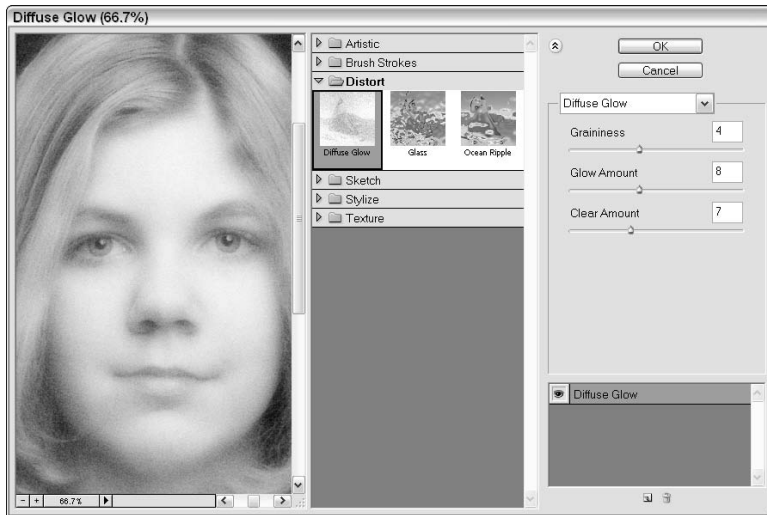 Diffuse Glow (66.7%)
Artistic
Brush Strokes
Distort
Diffuse Glow
Glass
Ocean Ripple
Sketch
Stylize
Texture
OK
Cancel
Diffuse Glow
Graininess 4
Glow Amount 8
Clear Amount 7
Diffuse Glow
- + 66.7%